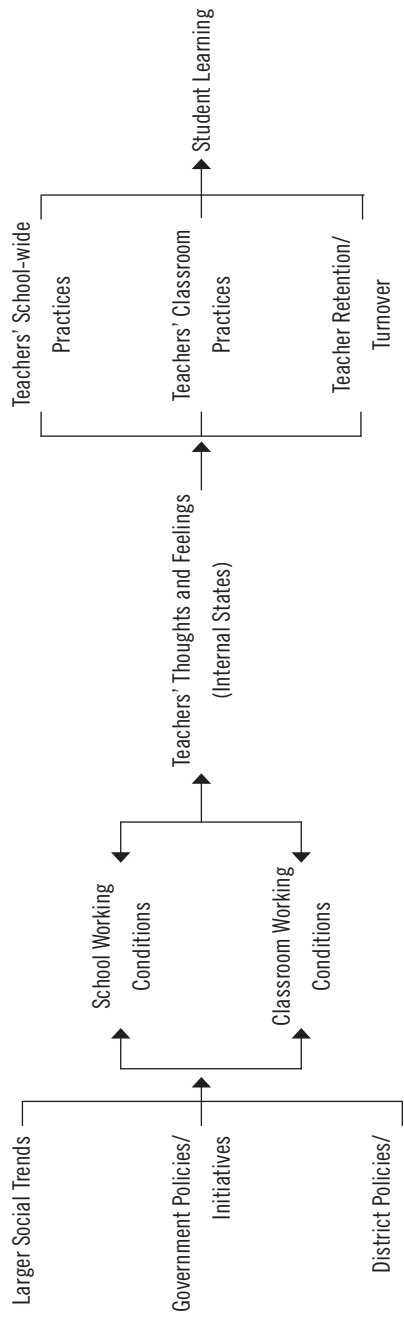 Larger Social Trends
Government Policies/
Initiatives
District Policies/
School Working
Conditions
Classroom Working
Conditions
Teachers’ Thoughts and Feelings
(Internal States)
Teachers’ School-wide
Practices
Teachers’ Classroom
Practices
Teacher Retention/
Turnover
Student Learning